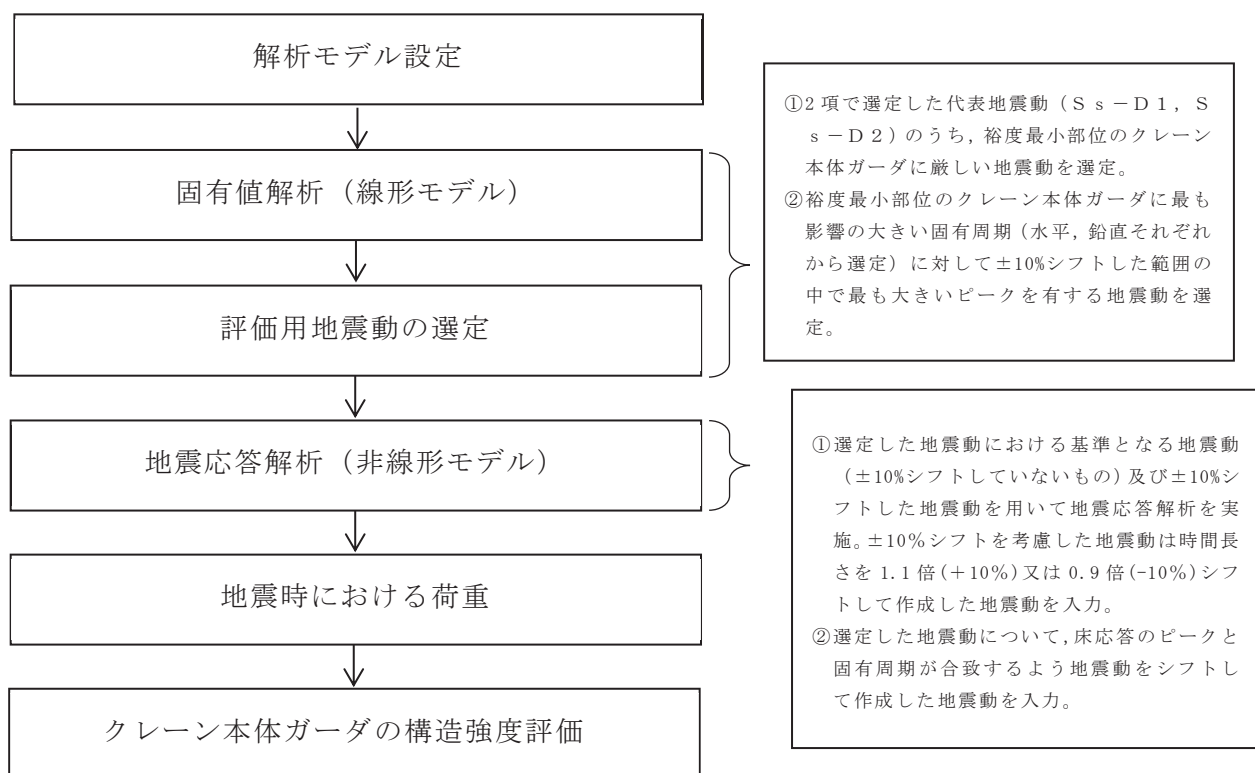 解析モデル設定
固有値解析（線形モデル）
評価用地震動の選定
①2項で選定した代表地震動（Ｓｓ－Ｄ１，Ｓ
ｓ－Ｄ２）のうち，裕度最小部位のクレーン
本体ガーダに厳しい地震動を選定。
②裕度最小部位のクレーン本体ガーダに最も
影響の大きい固有周期（水平，鉛直それぞれ
から選定）に対して±10%シフトした範囲の
中で最も大きいピークを有する地震動を選
定。
地震応答解析（非線形モデル）
①選定した地震動における基準となる地震動
（±10%シフトしていないもの）及び±10%シ
フトした地震動を用いて地震応答解析を実
施。±10％シフトを考慮した地震動は時間長
さを 1.1 倍(＋10％)又は 0.9 倍(-10％)シフ
トして作成した地震動を入力。
②選定した地震動について，床応答のピークと
固有周期が合致するよう地震動をシフトし
て作成した地震動を入力。
地震時における荷重
クレーン本体ガーダの構造強度評価